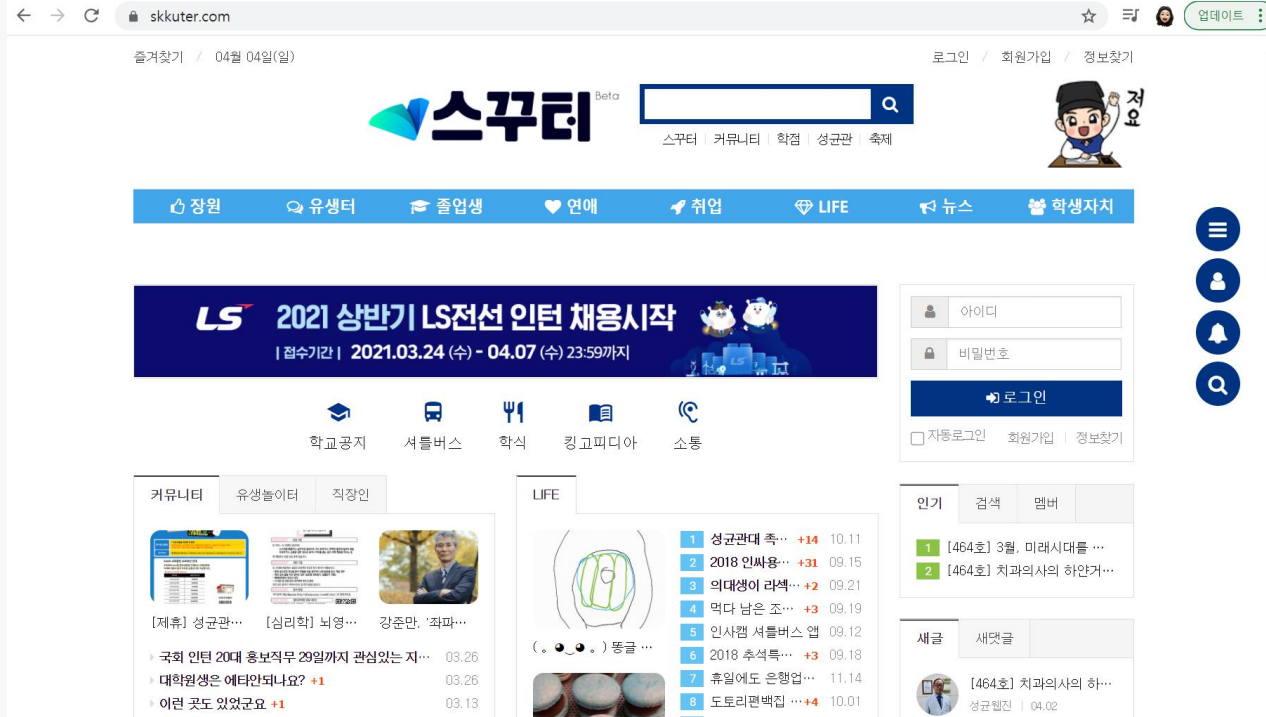 skkuter.com
업데이트
즐겨찾기 / 04월 04일(일)
로그인 / 회원가입 / 정보찾기
스꾸터 Beta
저요
스꾸터 | 커뮤니티 | 학점 | 성균관 | 축제
장원 유생터 졸업생 연애 취업 LIFE 뉴스 학생자치
LS 2021 상반기 LS전선 인턴 채용시작
| 접수기간 | 2021.03.24 (수) - 04.07 (수) 23:59까지
아이디
비밀번호
로그인
자동로그인 회원가입 | 정보찾기
학교공지 셔틀버스 학식 킹고피디아 소통
커뮤니티 유생놀이터 직장인
[제휴] 성균관… [심리학] 뇌영… 강준만, '좌파…
국회 인턴 20대 홍보직무 29일까지 관심있는 지… 03.26
대학원생은 에타안되나요? +1 03.26
이런 곳도 있었군요 +1 03.13
LIFE
(。◕‿◕。) 똥글 …
1 성균관대 족… +14 10.11
2 2018 인싸용… +31 09.15
3 의대생이 라섹… +2 09.21
4 먹다 남은 조… +3 09.19
5 인사캠 셔틀버스 앱 09.12
6 2018 추석특… +3 09.18
7 휴일에도 은행업… 11.14
8 도토리편백집 …+4 10.01
인기 검색 멤버
1 [464호] 3월, 미래시대를 …
2 [464호] 치과의사의 하얀거…
새글 새댓글
[464호] 치과의사의 하…
성균웹진 | 04.02